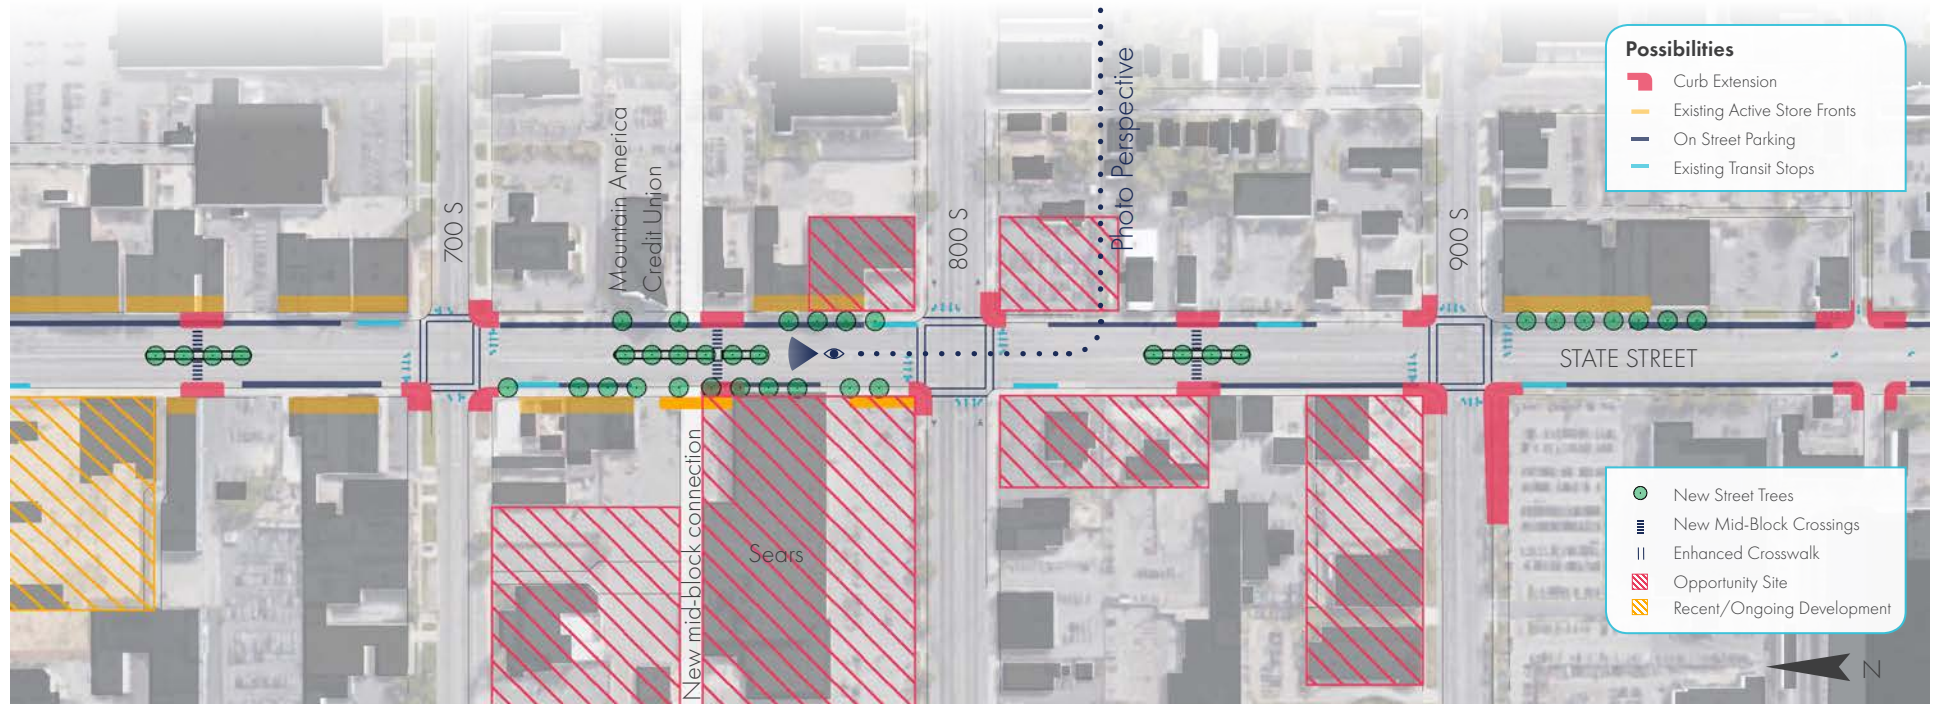 Possibilities
Curb Extension
Existing Active Store Fronts
On Street Parking
Existing Transit Stops
Photo Perspective
Mountain America
Credit Union
700 S
800 S
900 S
STATE STREET
New mid-block connection
Sears
New Street Trees
New Mid-Block Crossings
Enhanced Crosswalk
Opportunity Site
Recent/Ongoing Development
N